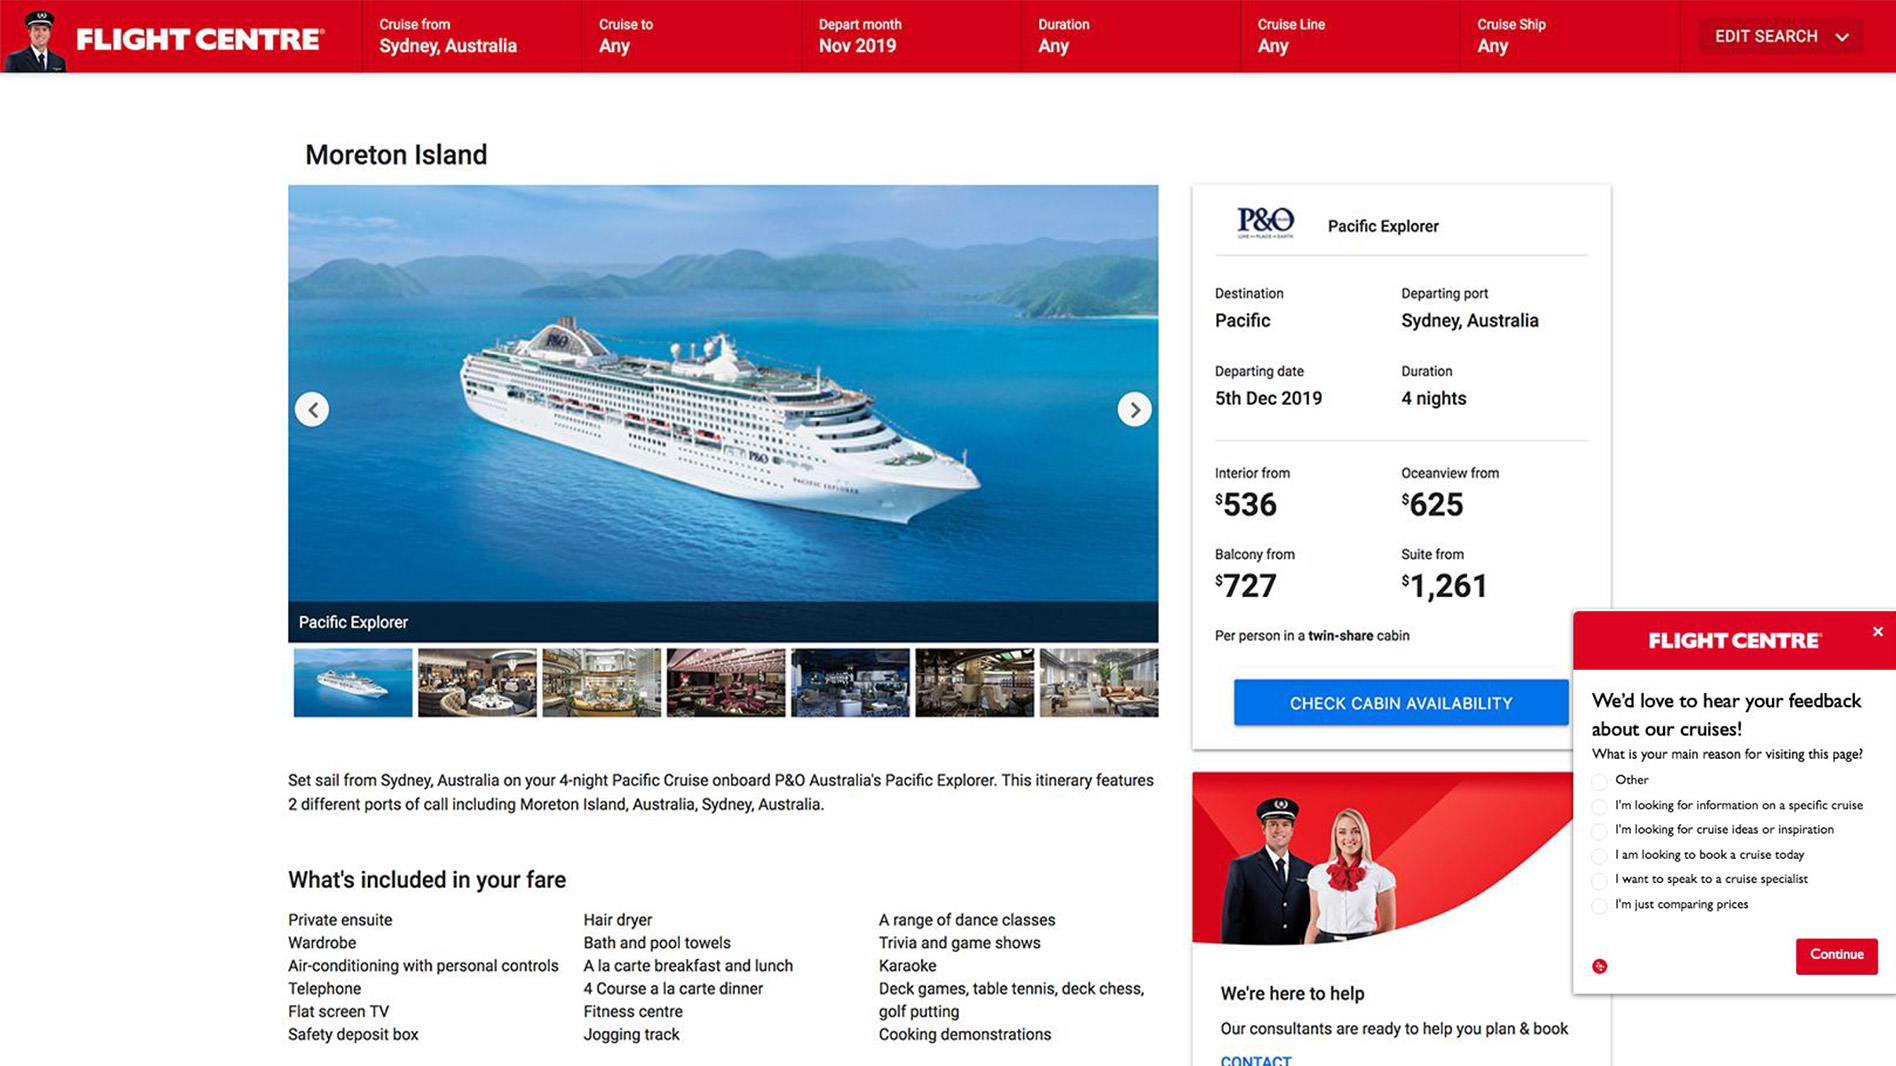 FLIGHT CENTRE
Cruise from
Sydney, Australia
Cruise to
Any
Depart month
Nov 2019
Duration
Any
Cruise Line
Any
Cruise Ship
Any
EDIT SEARCH
Moreton Island
P&O
P&O
PACIFIC EXPLORER
Pacific Explorer
P&O
Pacific Explorer
Destination
Pacific
Departing port
Sydney, Australia
Departing date
5th Dec 2019
Duration
4 nights
Interior from
$536
Oceanview from
$625
Balcony from
$727
Suite from
$1,261
Per person in a twin-share cabin
CHECK CABIN AVAILABILITY
Set sail from Sydney, Australia on your 4-night Pacific Cruise onboard P&O Australia's Pacific Explorer. This itinerary features
2 different ports of call including Moreton Island, Australia, Sydney, Australia.
What's included in your fare
Private ensuite
Wardrobe
Air-conditioning with personal controls
Telephone
Flat screen TV
Safety deposit box
Hair dryer
Bath and pool towels
A la carte breakfast and lunch
4 Course a la carte dinner
Fitness centre
Jogging track
A range of dance classes
Trivia and game shows
Karaoke
Deck games, table tennis, deck chess,
golf putting
Cooking demonstrations
We're here to help
Our consultants are ready to help you plan & book
CONTACT
FLIGHT CENTRE
We'd love to hear your feedback
about our cruises!
What is your main reason for visiting this page?
Other
I'm looking for information on a specific cruise
I'm looking for cruise ideas or inspiration
I am looking to book a cruise today
I want to speak to a cruise specialist
I'm just comparing prices
Continue